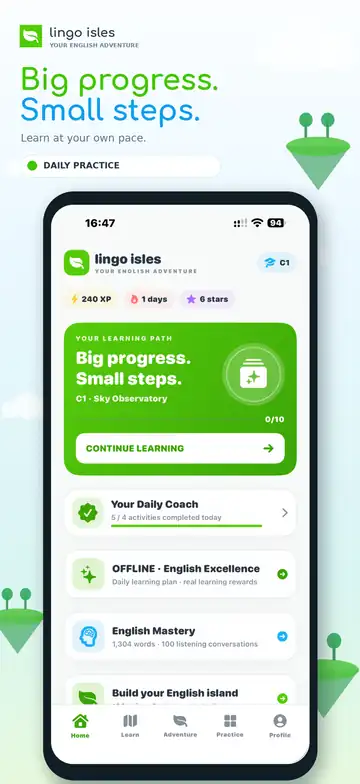 lingo isles
YOUR ENGLISH ADVENTURE
Big progress.
Small steps.
Learn at your own pace.
DAILY PRACTICE
16:47
94
lingo isles
YOUR ENGLISH ADVENTURE
C1
240 XP
1 days
6 stars
YOUR LEARNING PATH
Big progress.
Small steps.
C1 · Sky Observatory
0/10
CONTINUE LEARNING
Your Daily Coach
5 / 4 activities completed today
OFFLINE · English Excellence
Daily learning plan · real learning rewards
English Mastery
1,304 words · 100 listening conversations
Build your English island
Home
Learn
Adventure
Practice
Profile